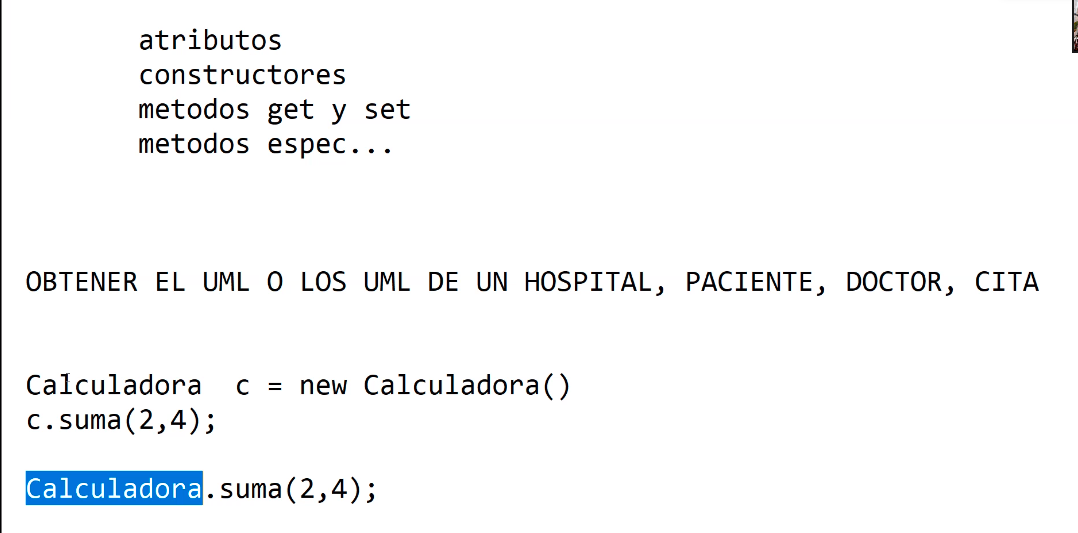 atributos
constructores
metodos get y set
metodos espec...
OBTENER EL UML O LOS UML DE UN HOSPITAL, PACIENTE, DOCTOR, CITA
Calculadora  c = new Calculadora()
c.suma(2,4);
Calculadora.suma(2,4);